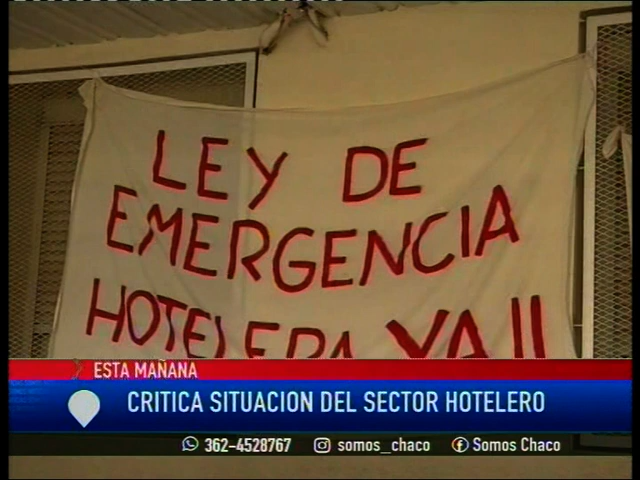 LEY DE
EMERGENCIA
HOTELERA YA!!
ESTA MAÑANA
CRITICA SITUACION DEL SECTOR HOTELERO
362-4528767 somos_chaco Somos Chaco